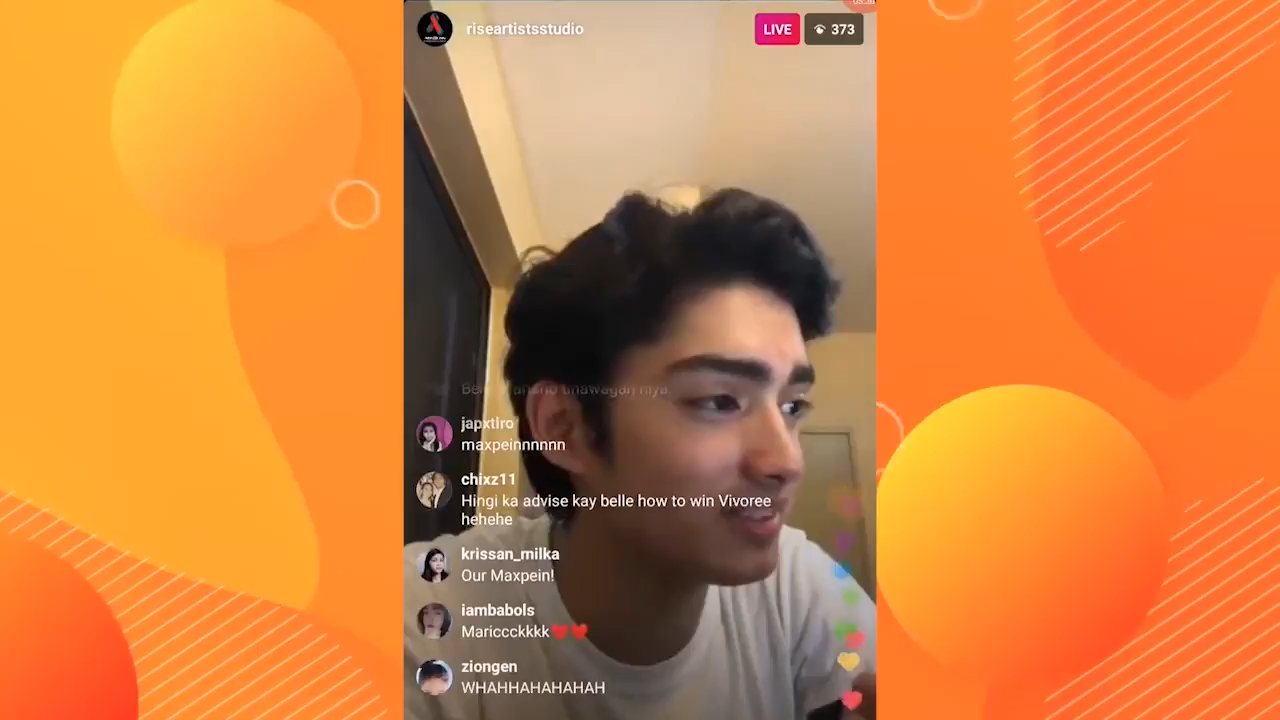 riseartistsstudio
LIVE
373
japxtlro
maxpeinnnnnn
chixz11
Hingi ka advise kay belle how to win Vivoree
hehehe
krissan_milka
Our Maxpein!
iambabols
Mariccckkkk❤️❤️
ziongen
WHAHHAHAHAHAH